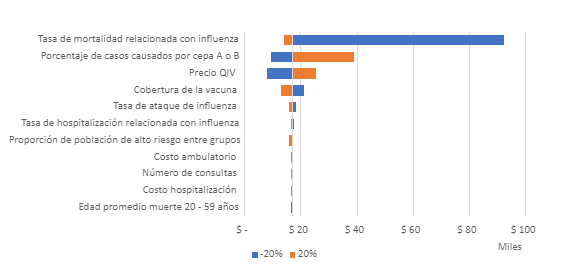 Tasa de mortalidad relacionada con influenza
Porcentaje de casos causados por cepa A o B
Precio QIV
Cobertura de la vacuna
Tasa de ataque de influenza
Tasa de hospitalización relacionada con influenza
Proporción de población de alto riesgo entre grupos
Costo ambulatorio
Número de consultas
Costo hospitalización
Edad promedio muerte 20 - 59 años
$ - $ 20 $ 40 $ 60 $ 80 $ 100
Miles
-20% 20%